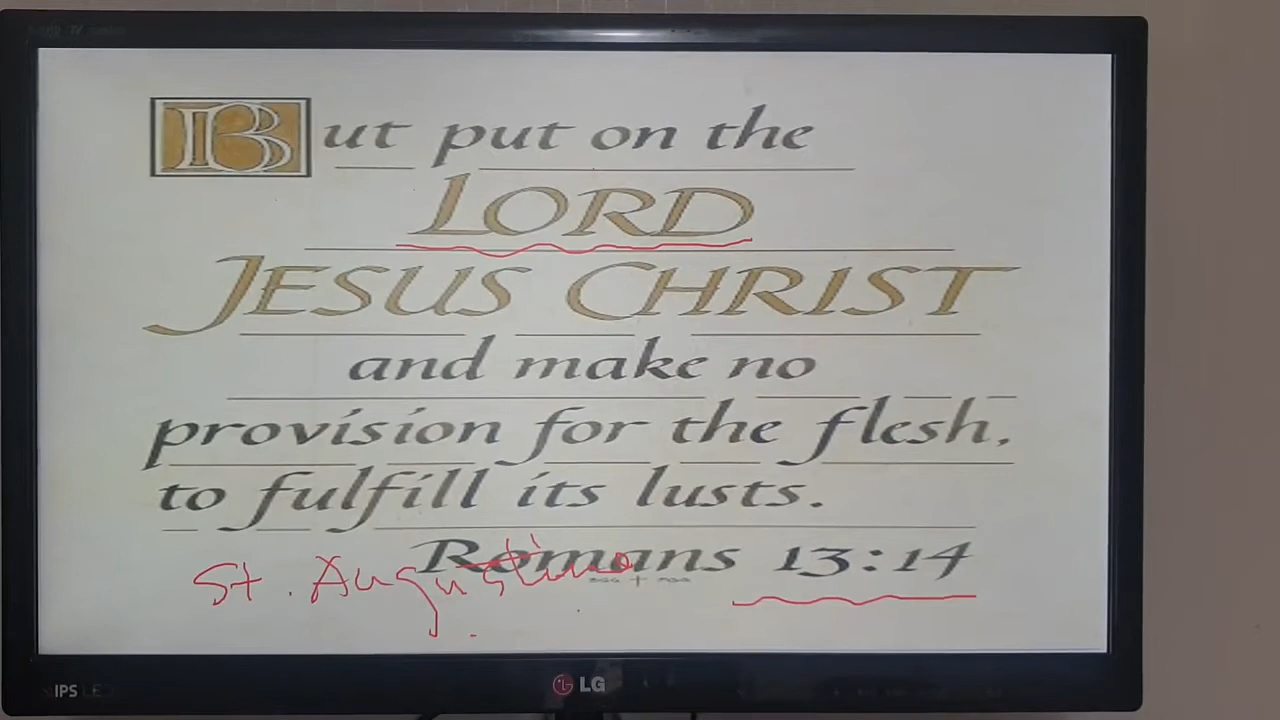 But put on the
LORD
JESUS CHRIST
and make no
provision for the flesh,
to fulfill its lusts.
Romans 13:14
St. Augustine
IPS LED
LG